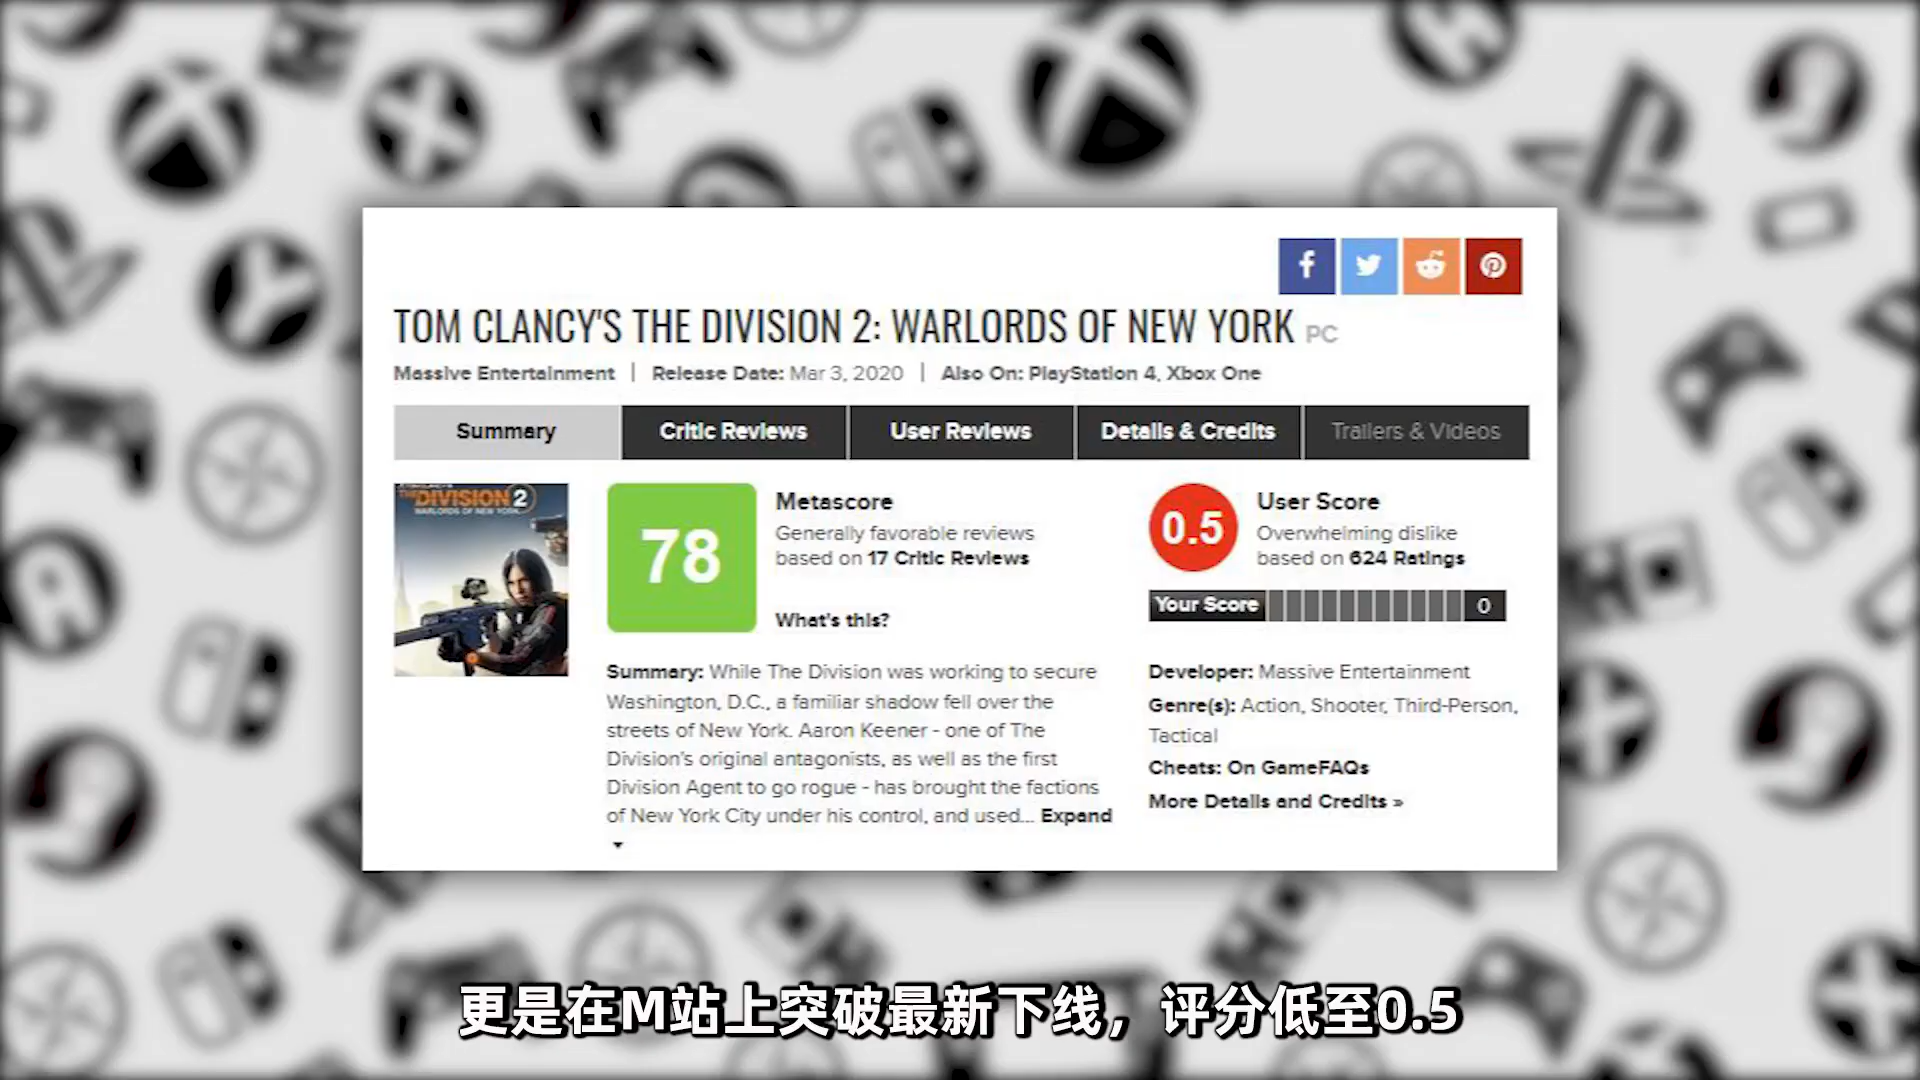 TOM CLANCY'S THE DIVISION 2: WARLORDS OF NEW YORK PC
Massive Entertainment | Release Date: Mar 3, 2020 | Also On: PlayStation 4, Xbox One
Summary
Critic Reviews
User Reviews
Details & Credits
Trailers & Videos
THE DIVISION 2
WARLORDS OF NEW YORK
78
Metascore
Generally favorable reviews
based on 17 Critic Reviews
What's this?
0.5
User Score
Overwhelming dislike
based on 624 Ratings
Your Score
0
Summary: While The Division was working to secure
Washington, D.C., a familiar shadow fell over the
streets of New York. Aaron Keener - one of The
Division's original antagonists, as well as the first
Division Agent to go rogue - has brought the factions
of New York City under his control, and used... Expand
Developer: Massive Entertainment
Genre(s): Action, Shooter, Third-Person,
Tactical
Cheats: On GameFAQs
More Details and Credits »
更是在M站上突破最新下线，评分低至0.5